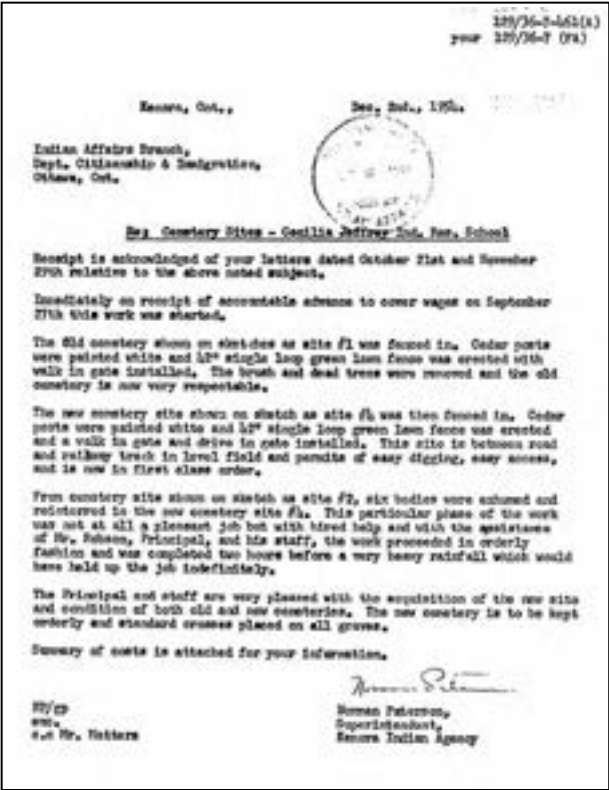 129/36-2-461(A)
your 129/36-7 (FA)
Kenora, Ont., Dec. 2nd., 1954.
Indian Affairs Branch,
Dept. Citizenship & Immigration,
Ottawa, Ont.
Re: Cemetery Sites - Cecilia Jeffrey Ind. Res. School
Receipt is acknowledged of your letters dated October 21st and November
29th relative to the above noted subject.
Immediately on receipt of accountable advance to cover wages on September
27th this work was started.
The old cemetery shown on sketches as site #1 was fenced in. Cedar posts
were painted white and 42" single loop green lawn fence was erected with
walk in gate installed. The brush and dead trees were removed and the old
cemetery is now very respectable.
The new cemetery site shown on sketch as site #4 was then fenced in. Cedar
posts were painted white and 42" single loop green lawn fence was erected
and a walk in gate and drive in gate installed. This site is between road
and railway track in level field and permits of easy digging, easy access,
and is now in first class order.
From cemetery site shown on sketch as site #2, six bodies were exhumed and
reinterred in the new cemetery site #4. This particular phase of the work
was not at all a pleasant job but with hired help and with the assistance
of Mr. Robson, Principal, and his staff, the work proceeded in orderly
fashion and was completed two hours before a very heavy rainfall which would
have held up the job indefinitely.
The Principal and staff are very pleased with the acquisition of the new site
and condition of both old and new cemeteries. The new cemetery is to be kept
orderly and standard crosses placed on all graves.
Summary of costs is attached for your information.
NP/gp
enc.
c.c Mr. Matters
Norman Paterson,
Superintendent,
Kenora Indian Agency